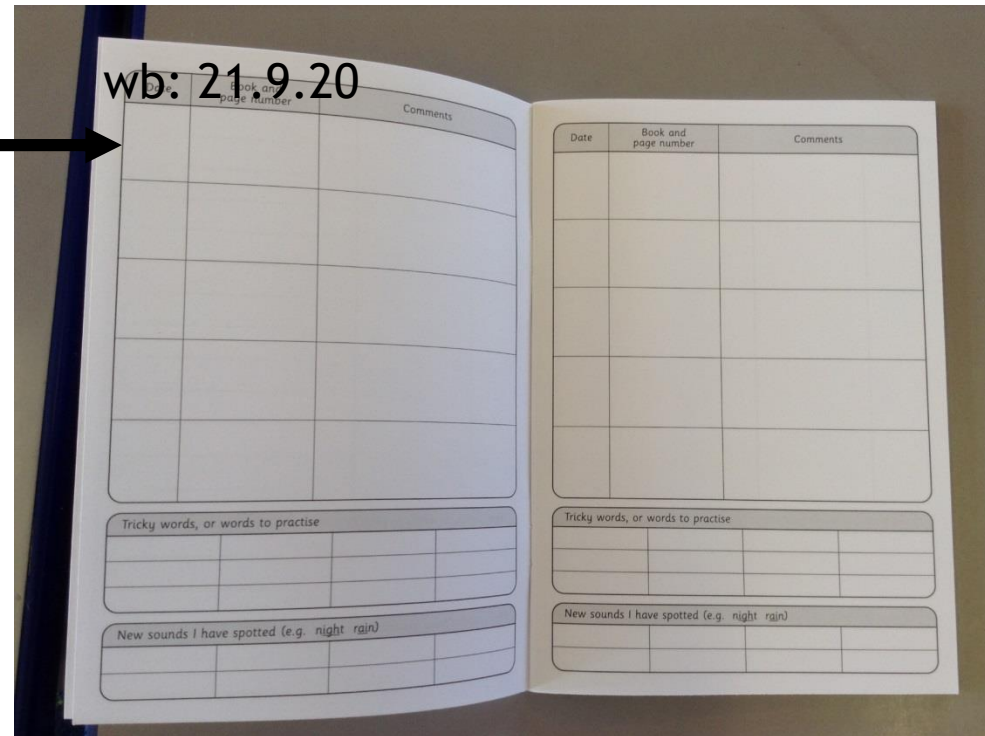 wb: 21.9.20
Date Book and page number Comments
Tricky words, or words to practise
New sounds I have spotted (e.g. night rain)
Date Book and page number Comments
Tricky words, or words to practise
New sounds I have spotted (e.g. night rain)